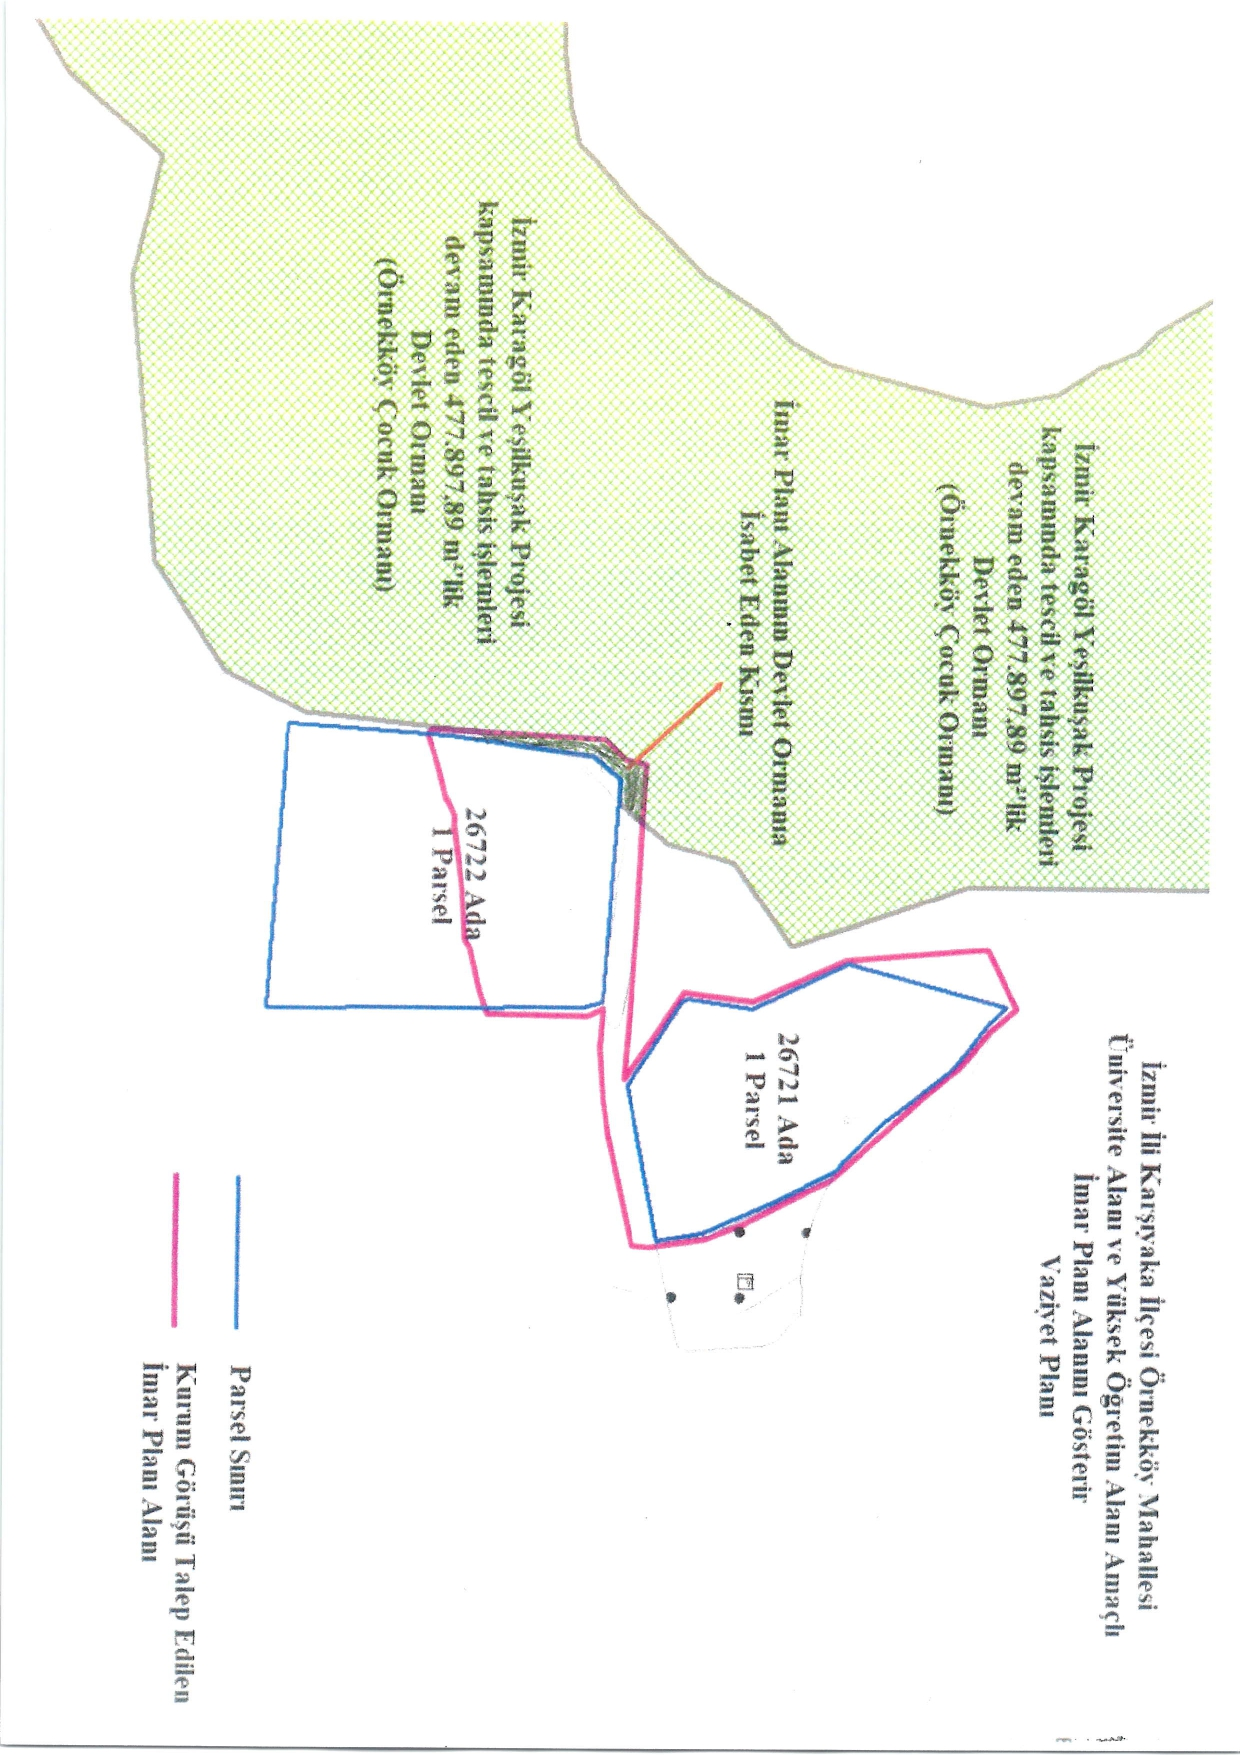 İzmir İli Karşıyaka İlçesi Örnekköy Mahallesi
Üniversite Alanı ve Yüksek Öğretim Alanı Amaçlı
İmar Planı Alanını Gösterir
Vaziyet Planı
İzmir Karagöl Yeşilkuşak Projesi
kapsamında tescil ve tahsis işlemleri
devam eden 477.897,89 m²'lik
Devlet Ormanı
(Örnekköy Çocuk Ormanı)
İmar Planı Alanının Devlet Ormanına
İsabet Eden Kısmı
İzmir Karagöl Yeşilkuşak Projesi
kapsamında tescil ve tahsis işlemleri
devam eden 477.897,89 m²'lik
Devlet Ormanı
(Örnekköy Çocuk Ormanı)
26721 Ada
1 Parsel
26722 Ada
1 Parsel
Parsel Sınırı
Kurum Görüşü Talep Edilen
İmar Planı Alanı